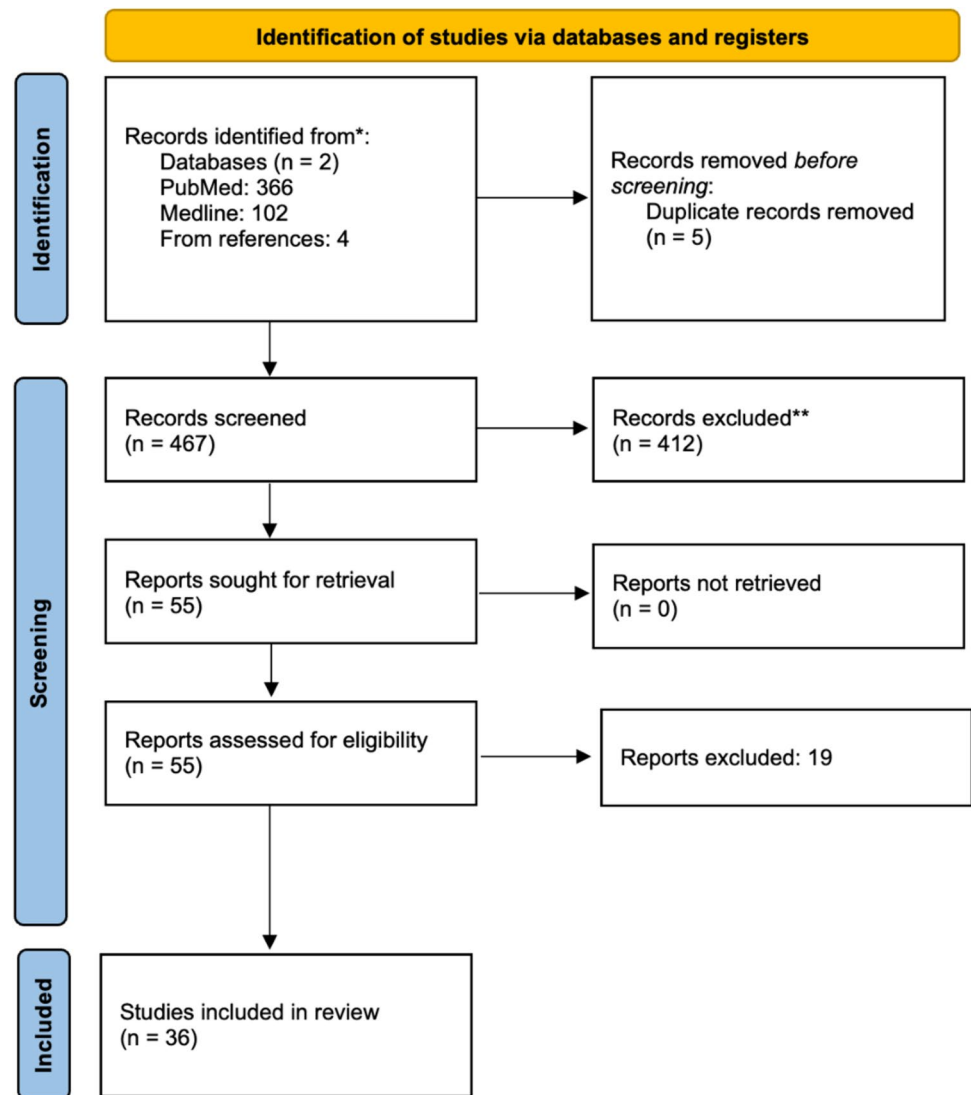 Identification of studies via databases and registers
Identification
Records identified from*:
Databases (n = 2)
PubMed: 366
Medline: 102
From references: 4
Records removed before
screening:
Duplicate records removed
(n = 5)
Screening
Records screened
(n = 467)
Records excluded**
(n = 412)
Reports sought for retrieval
(n = 55)
Reports not retrieved
(n = 0)
Reports assessed for eligibility
(n = 55)
Reports excluded: 19
Included
Studies included in review
(n = 36)